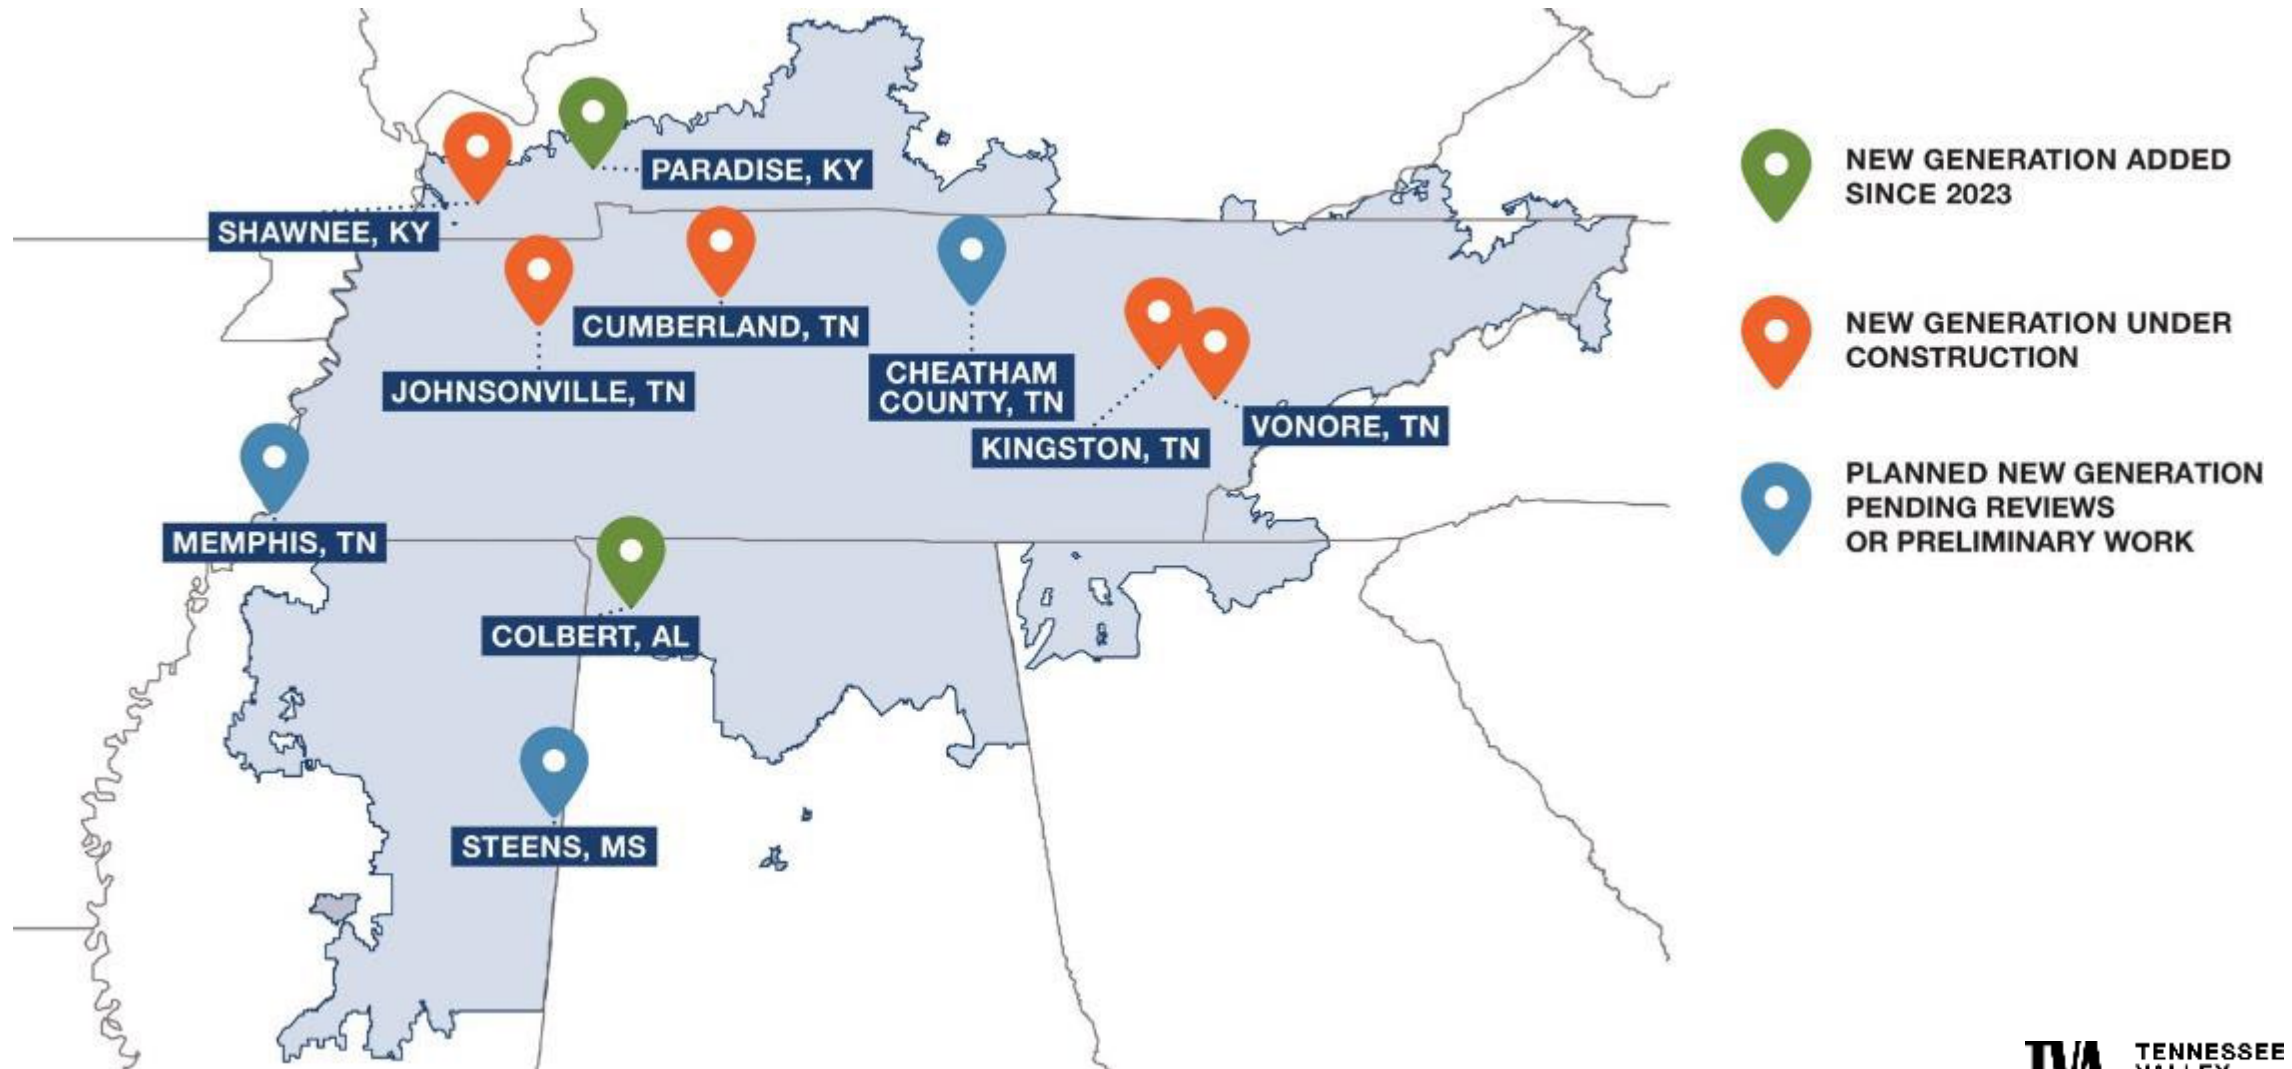 PARADISE, KY
SHAWNEE, KY
CUMBERLAND, TN
JOHNSONVILLE, TN
CHEATHAM
COUNTY, TN
KINGSTON, TN
VONORE, TN
MEMPHIS, TN
COLBERT, AL
STEENS, MS
NEW GENERATION ADDED
SINCE 2023
NEW GENERATION UNDER
CONSTRUCTION
PLANNED NEW GENERATION
PENDING REVIEWS
OR PRELIMINARY WORK
TVA
TENNESSEE
VALLEY